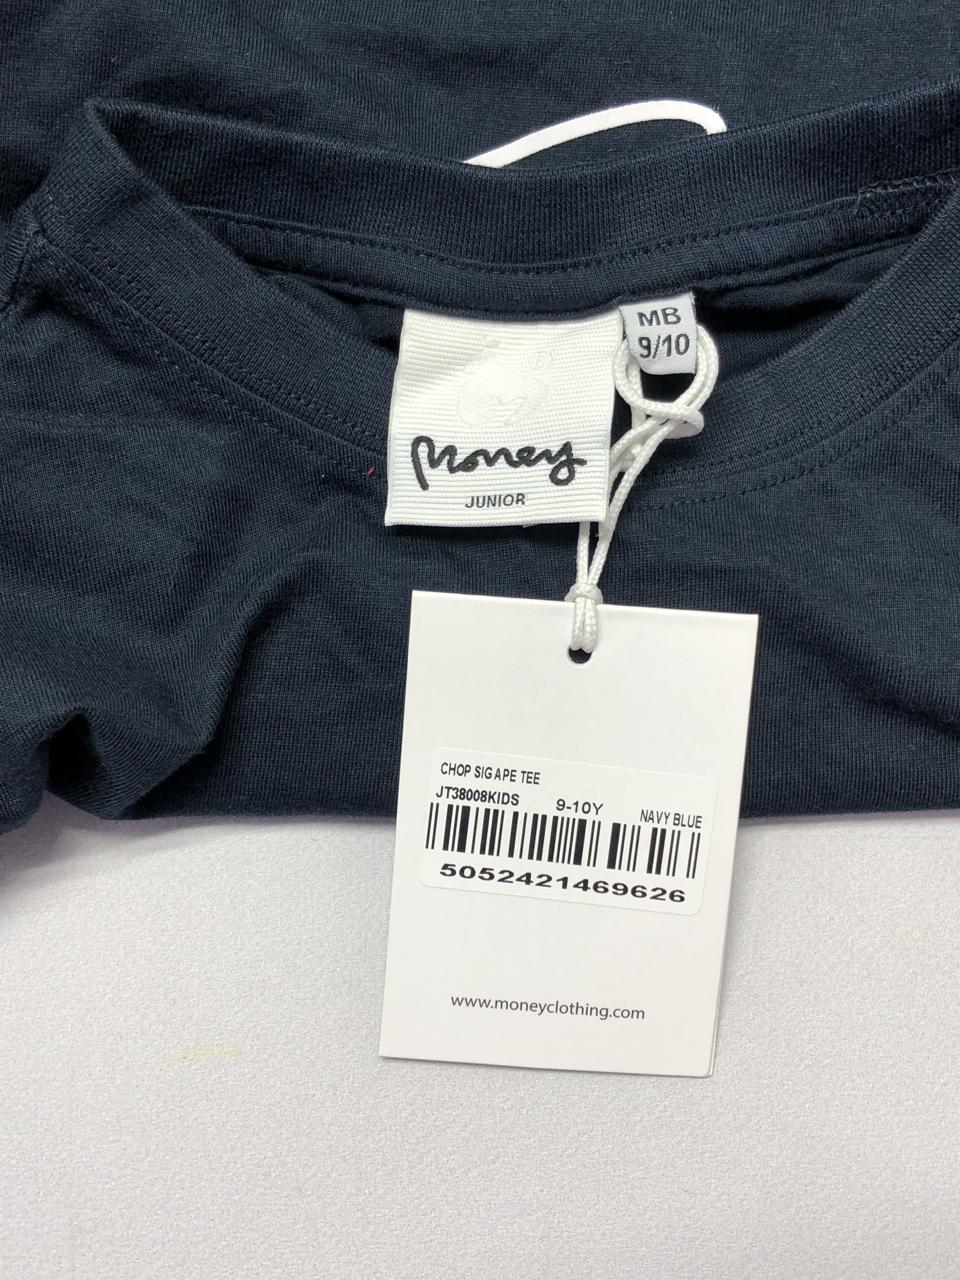 MB
9/10
Money
JUNIOR
CHOP SIG APE TEE
JT38008KIDS 9-10Y NAVY BLUE
5052421469626
www.moneyclothing.com